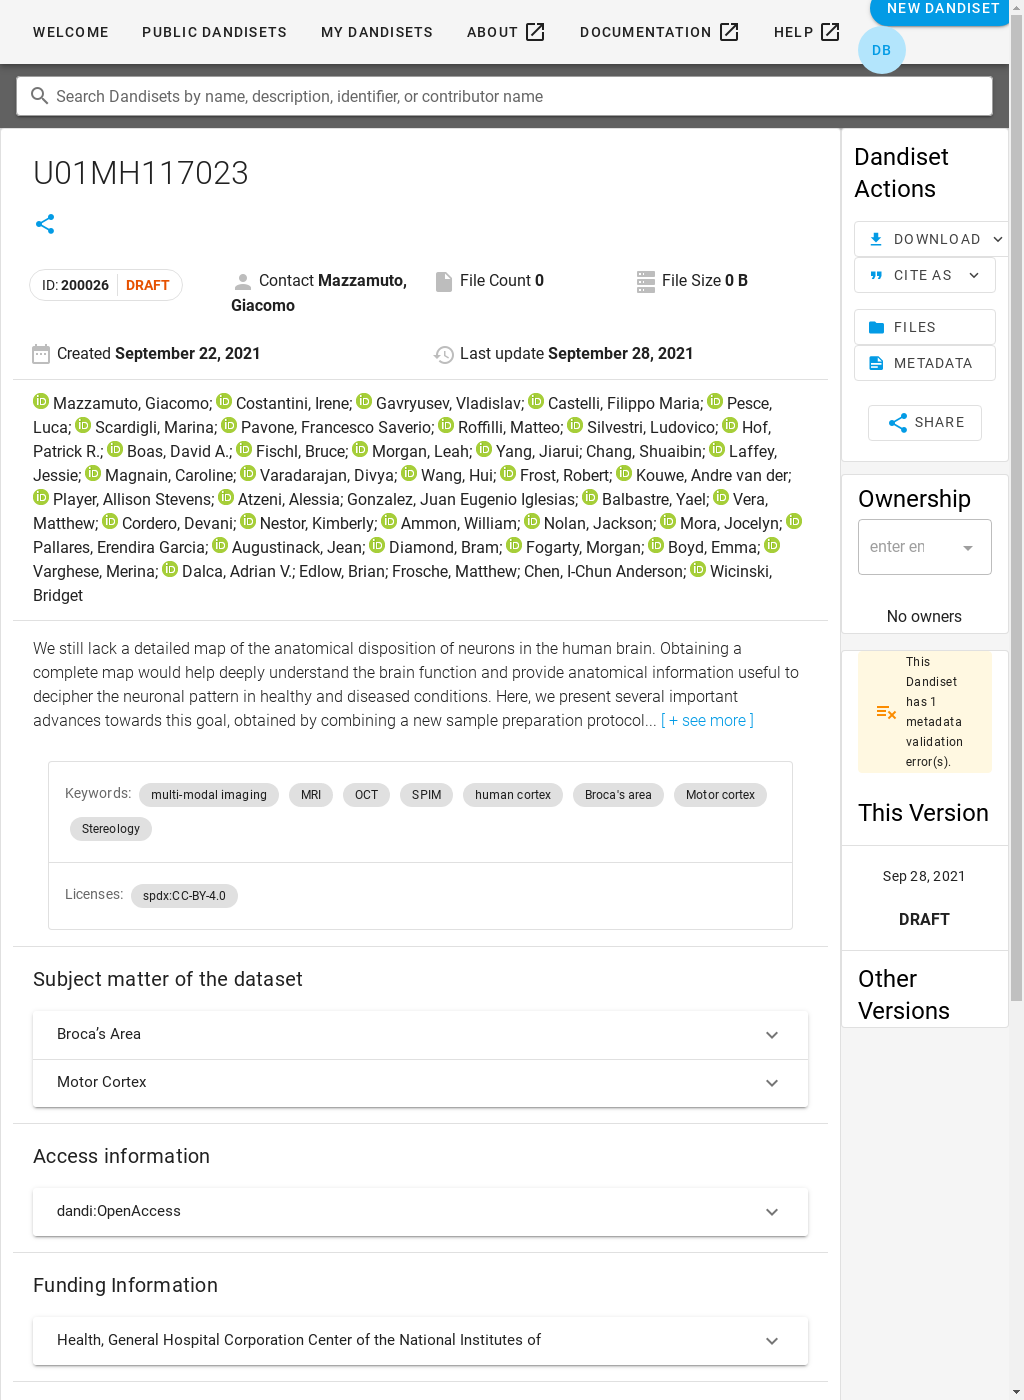 WELCOME
PUBLIC DANDISETS
MY DANDISETS
ABOUT
DOCUMENTATION
HELP
NEW DANDISET
DB
Search Dandisets by name, description, identifier, or contributor name
U01MH117023
ID: 200026 DRAFT
Contact Mazzamuto,
Giacomo
File Count 0
File Size 0 B
Created September 22, 2021
Last update September 28, 2021
Mazzamuto, Giacomo; Costantini, Irene; Gavryusev, Vladislav; Castelli, Filippo Maria; Pesce,
Luca; Scardigli, Marina; Pavone, Francesco Saverio; Roffilli, Matteo; Silvestri, Ludovico; Hof,
Patrick R.; Boas, David A.; Fischl, Bruce; Morgan, Leah; Yang, Jiarui; Chang, Shuaibin; Laffey,
Jessie; Magnain, Caroline; Varadarajan, Divya; Wang, Hui; Frost, Robert; Kouwe, Andre van der;
Player, Allison Stevens; Atzeni, Alessia; Gonzalez, Juan Eugenio Iglesias; Balbastre, Yael; Vera,
Matthew; Cordero, Devani; Nestor, Kimberly; Ammon, William; Nolan, Jackson; Mora, Jocelyn;
Pallares, Erendira Garcia; Augustinack, Jean; Diamond, Bram; Fogarty, Morgan; Boyd, Emma;
Varghese, Merina; Dalca, Adrian V.; Edlow, Brian; Frosche, Matthew; Chen, I-Chun Anderson; Wicinski,
Bridget
We still lack a detailed map of the anatomical disposition of neurons in the human brain. Obtaining a
complete map would help deeply understand the brain function and provide anatomical information useful to
decipher the neuronal pattern in healthy and diseased conditions. Here, we present several important
advances towards this goal, obtained by combining a new sample preparation protocol... [ + see more ]
Keywords: multi-modal imaging MRI OCT SPIM human cortex Broca's area Motor cortex
Stereology
Licenses: spdx:CC-BY-4.0
Subject matter of the dataset
Broca’s Area
Motor Cortex
Access information
dandi:OpenAccess
Funding Information
Health, General Hospital Corporation Center of the National Institutes of
Dandiset
Actions
DOWNLOAD
CITE AS
FILES
METADATA
SHARE
Ownership
enter en
No owners
This
Dandiset
has 1
metadata
validation
error(s).
This Version
Sep 28, 2021
DRAFT
Other
Versions